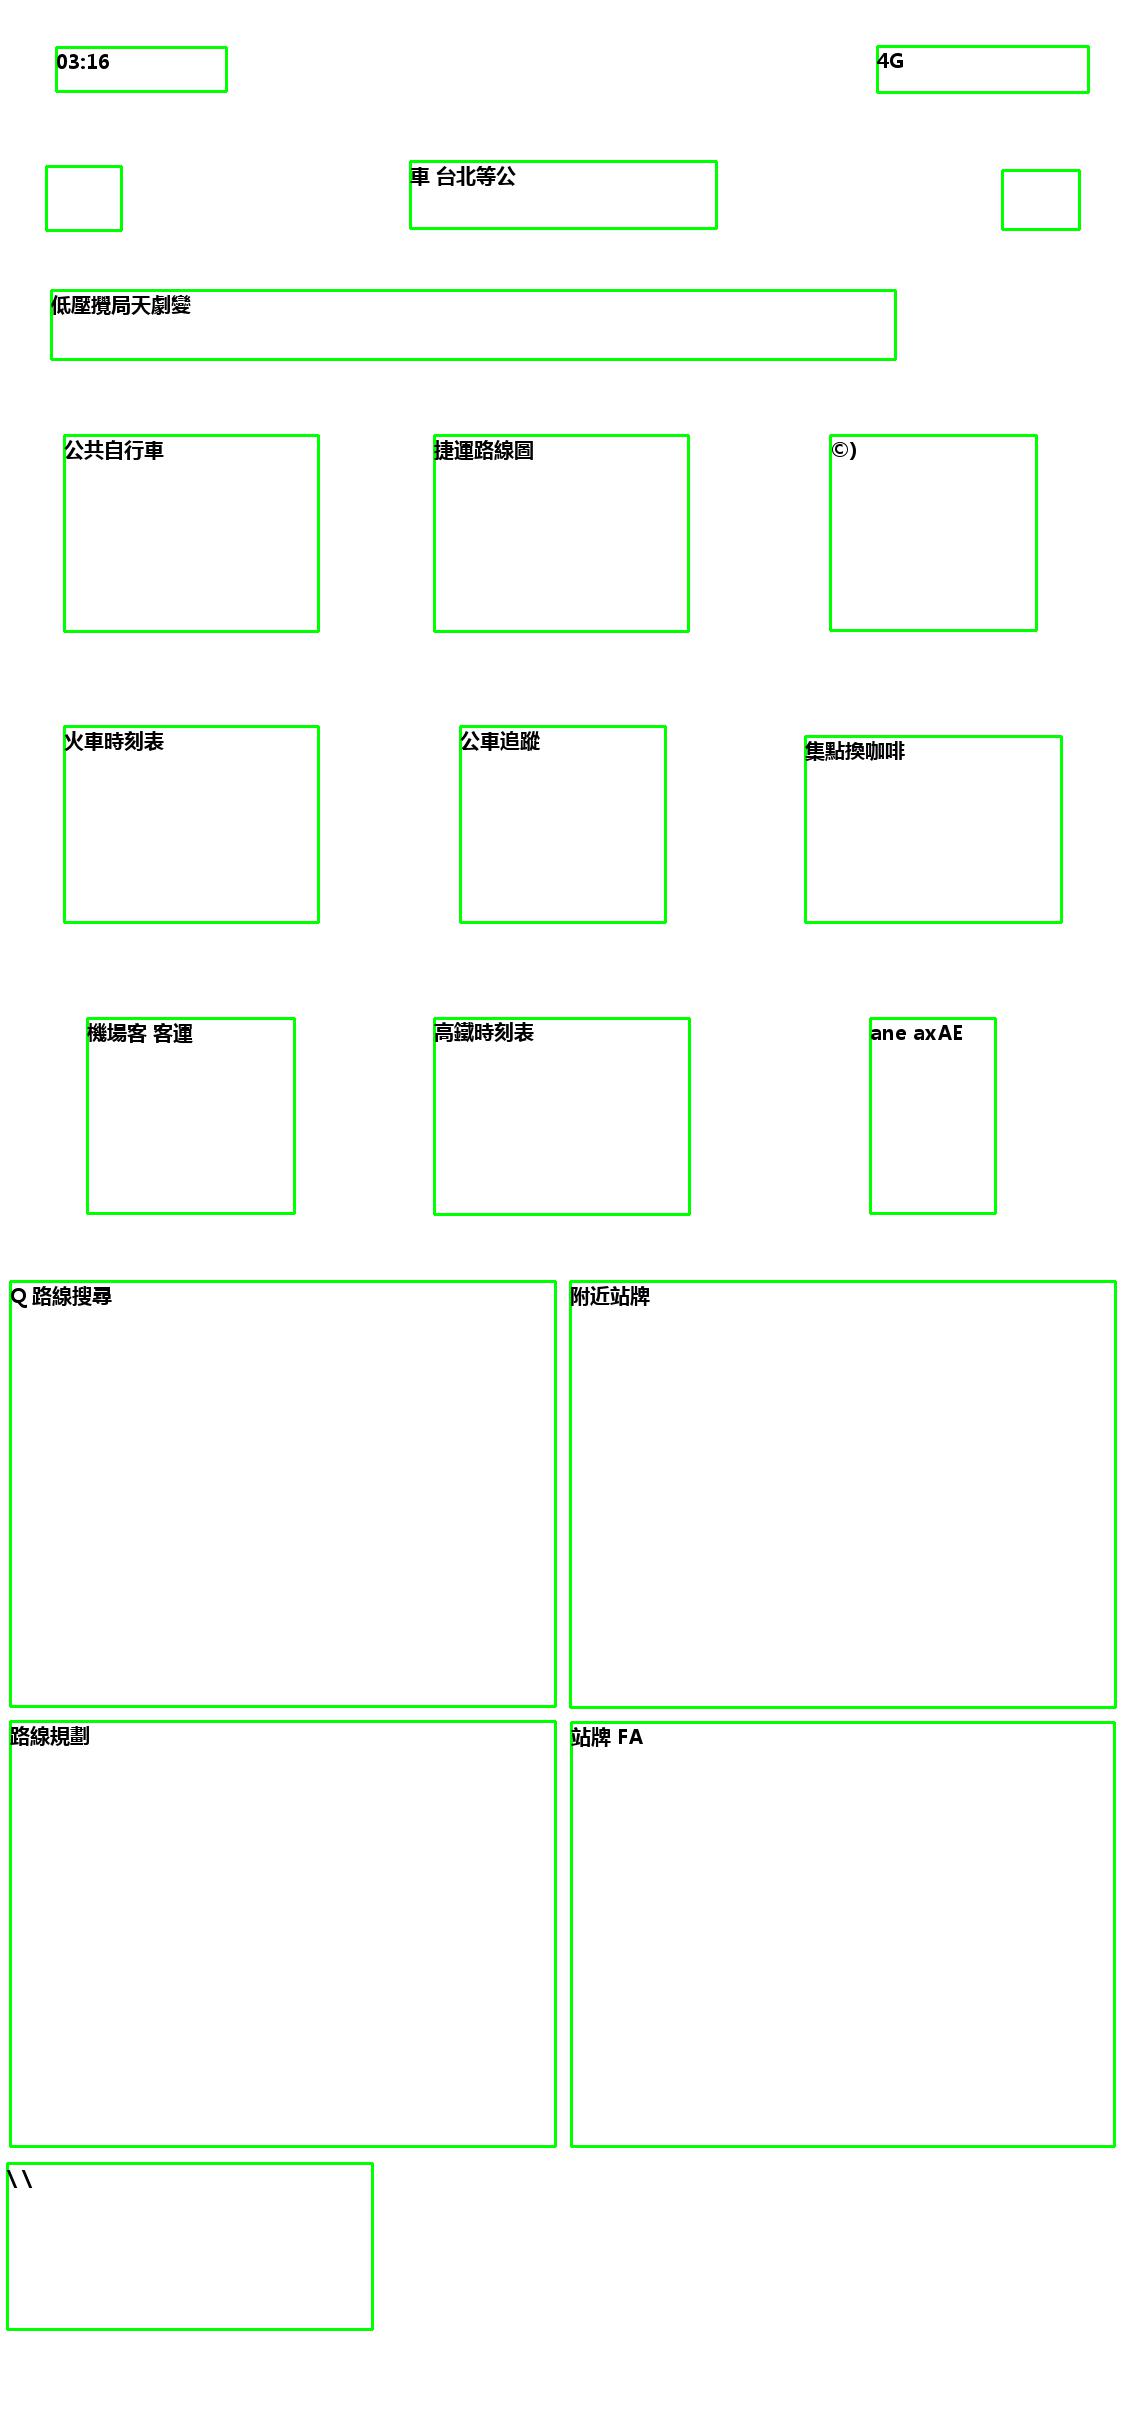 03:16
4G
車 台北等公
低壓攪局天劇變
公共自行車
捷運路線圖
©)
火車時刻表
公車追蹤
集點換咖啡
機場客 客運
高鐵時刻表
ane axAE
Q 路線搜尋
附近站牌
路線規劃
站牌 FA
\ \